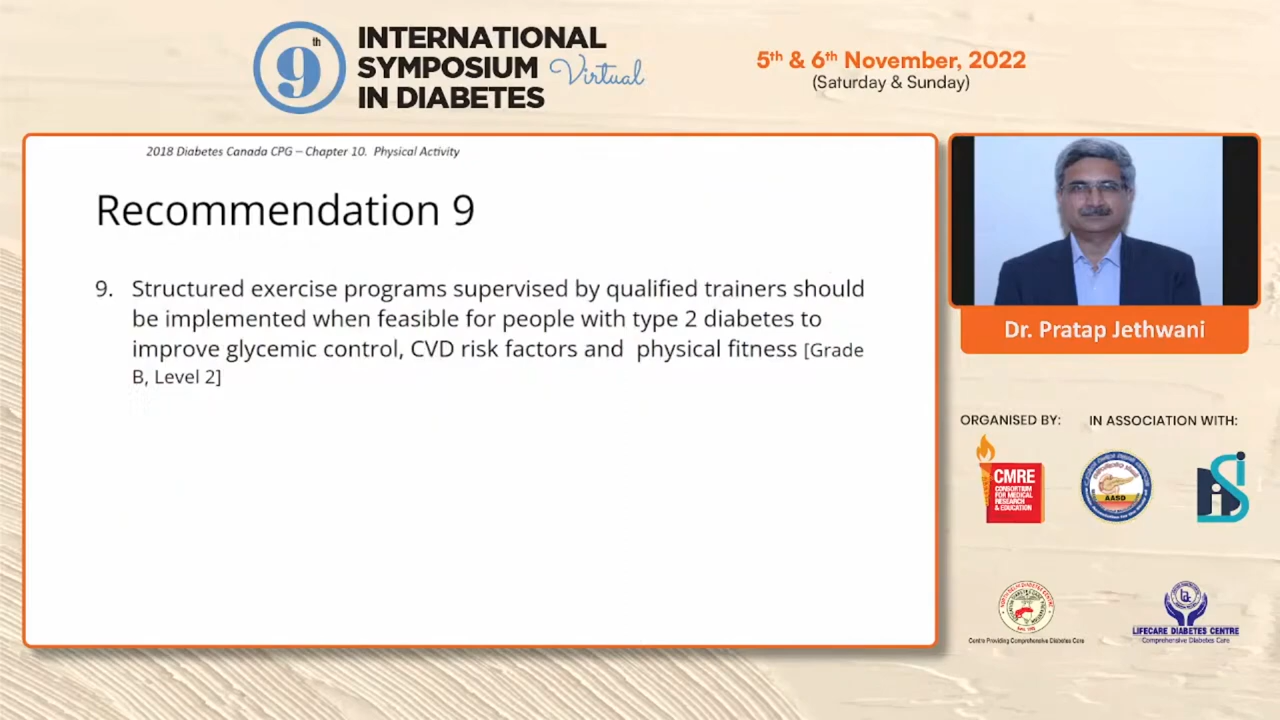 9
th
INTERNATIONAL
SYMPOSIUM
Virtual
IN DIABETES
5th & 6th November, 2022
(Saturday & Sunday)
2018 Diabetes Canada CPG – Chapter 10. Physical Activity
Recommendation 9
9. Structured exercise programs supervised by qualified trainers should
be implemented when feasible for people with type 2 diabetes to
improve glycemic control, CVD risk factors and physical fitness [Grade
B, Level 2]
Dr. Pratap Jethwani
ORGANISED BY:
IN ASSOCIATION WITH:
CMRE
CONSORTIUM
FOR MEDICAL
RESEARCH
& EDUCATION
AASD
Centre Providing Comprehensive Diabetes Care
LIFECARE DIABETES CENTRE
Comprehensive Diabetes Care